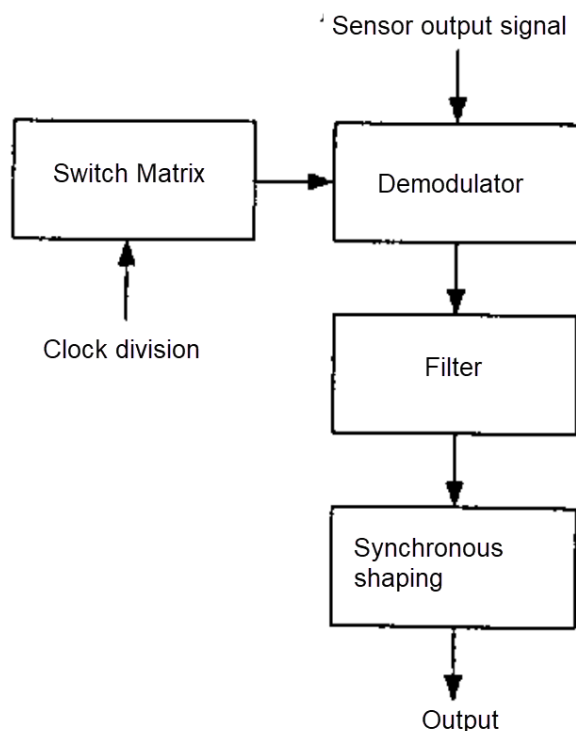 Sensor output signal
Switch Matrix
Demodulator
Clock division
Filter
Synchronous
shaping
Output